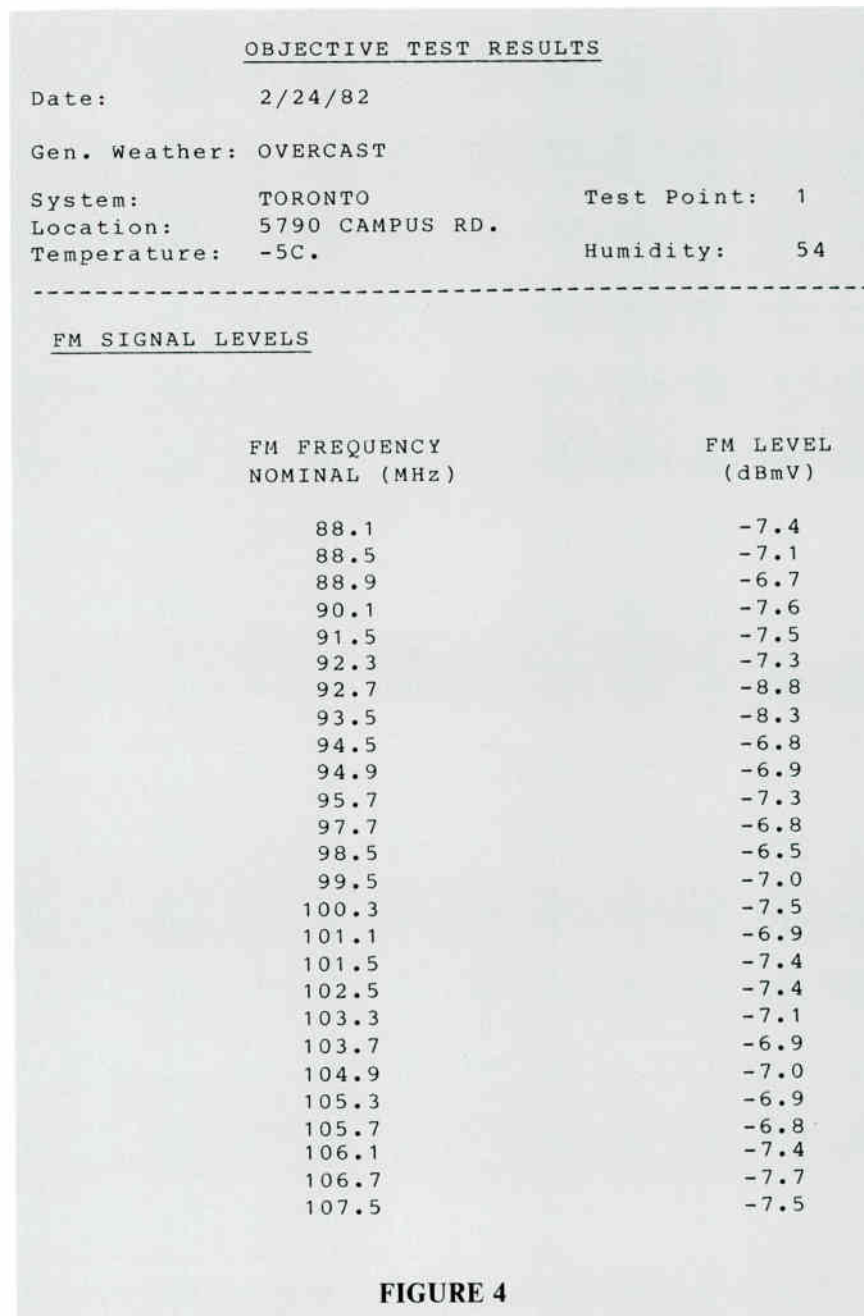 OBJECTIVE TEST RESULTS
Date: 2/24/82
Gen. Weather: OVERCAST
System: TORONTO Test Point: 1
Location: 5790 CAMPUS RD.
Temperature: -5C. Humidity: 54
------------------------------------------------------
FM SIGNAL LEVELS
FM FREQUENCY FM LEVEL
NOMINAL (MHz) (dBmV)
88.1 -7.4
88.5 -7.1
88.9 -6.7
90.1 -7.6
91.5 -7.5
92.3 -7.3
92.7 -8.8
93.5 -8.3
94.5 -6.8
94.9 -6.9
95.7 -7.3
97.7 -6.8
98.5 -6.5
99.5 -7.0
100.3 -7.5
101.1 -6.9
101.5 -7.4
102.5 -7.4
103.3 -7.1
103.7 -6.9
104.9 -7.0
105.3 -6.9
105.7 -6.8
106.1 -7.4
106.7 -7.7
107.5 -7.5
FIGURE 4